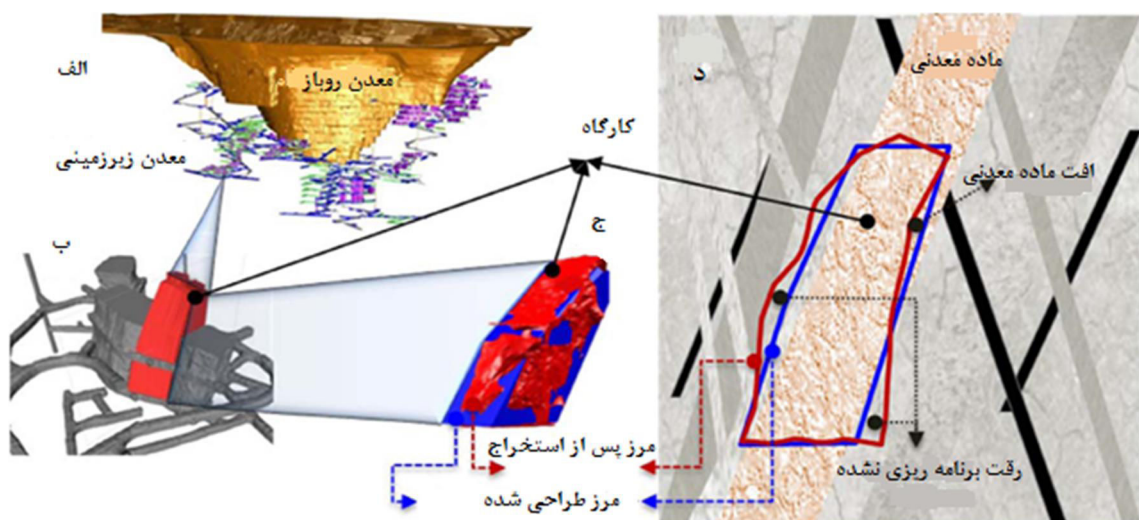 الف
معدن روباز
معدن زیرزمینی
ب
کارگاه
ج
د
ماده معدنی
افت ماده معدنی
مرز پس از استخراج
مرز طراحی شده
رقت برنامه ریزی نشده